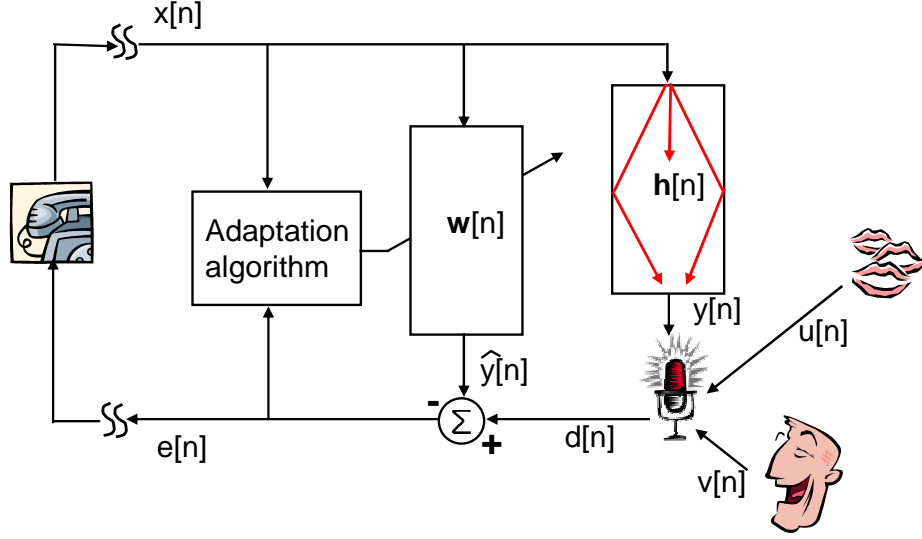 x[n]
h[n]
w[n]
Adaptation
algorithm
y[n]
u[n]
ŷ[n]
-
Σ
+
e[n]
d[n]
v[n]